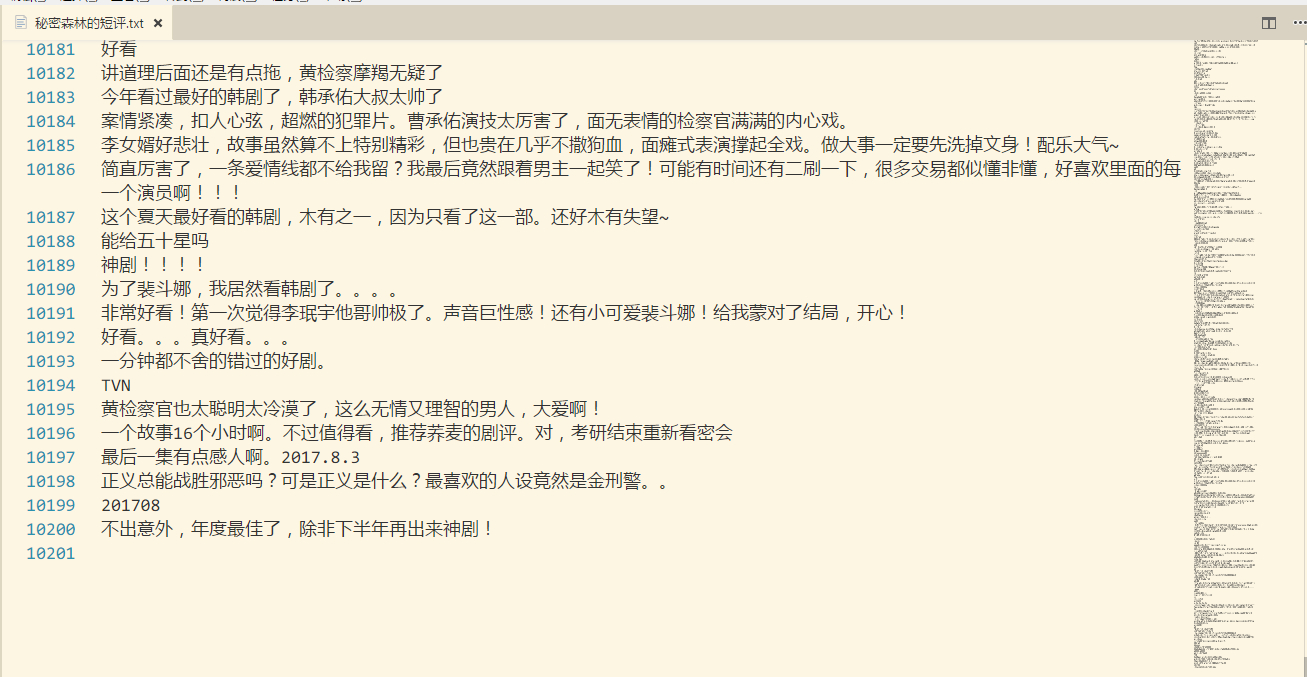 秘密森林的短评.txt ×
10181 好看
10182 讲道理后面还是有点拖，黄检察摩羯无疑了
10183 今年看过最好的韩剧了，韩承佑大叔太帅了
10184 案情紧凑，扣人心弦，超燃的犯罪片。曹承佑演技太厉害了，面无表情的检察官满满的内心戏。
10185 李女婿好悲壮，故事虽然算不上特别精彩，但也贵在几乎不撒狗血，面瘫式表演撑起全戏。做大事一定要先洗掉文身！配乐大气~
10186 简直厉害了，一条爱情线都不给我留？我最后竟然跟着男主一起笑了！可能有时间还有二刷一下，很多交易都似懂非懂，好喜欢里面的每
一个演员啊！！！
10187 这个夏天最好看的韩剧，木有之一，因为只看了这一部。还好木有失望~
10188 能给五十星吗
10189 神剧！！！！
10190 为了裴斗娜，我居然看韩剧了。。。。
10191 非常好看！第一次觉得李珉宇他哥帅极了。声音巨性感！还有小可爱裴斗娜！给我蒙对了结局，开心！
10192 好看。。。真好看。。。
10193 一分钟都不舍的错过的好剧。
10194 TVN
10195 黄检察官也太聪明太冷漠了，这么无情又理智的男人，大爱啊！
10196 一个故事16个小时啊。不过值得看，推荐荞麦的剧评。对，考研结束重新看密会
10197 最后一集有点感人啊。2017.8.3
10198 正义总能战胜邪恶吗？可是正义是什么？最喜欢的人设竟然是金刑警。。
10199 201708
10200 不出意外，年度最佳了，除非下半年再出来神剧！
10201